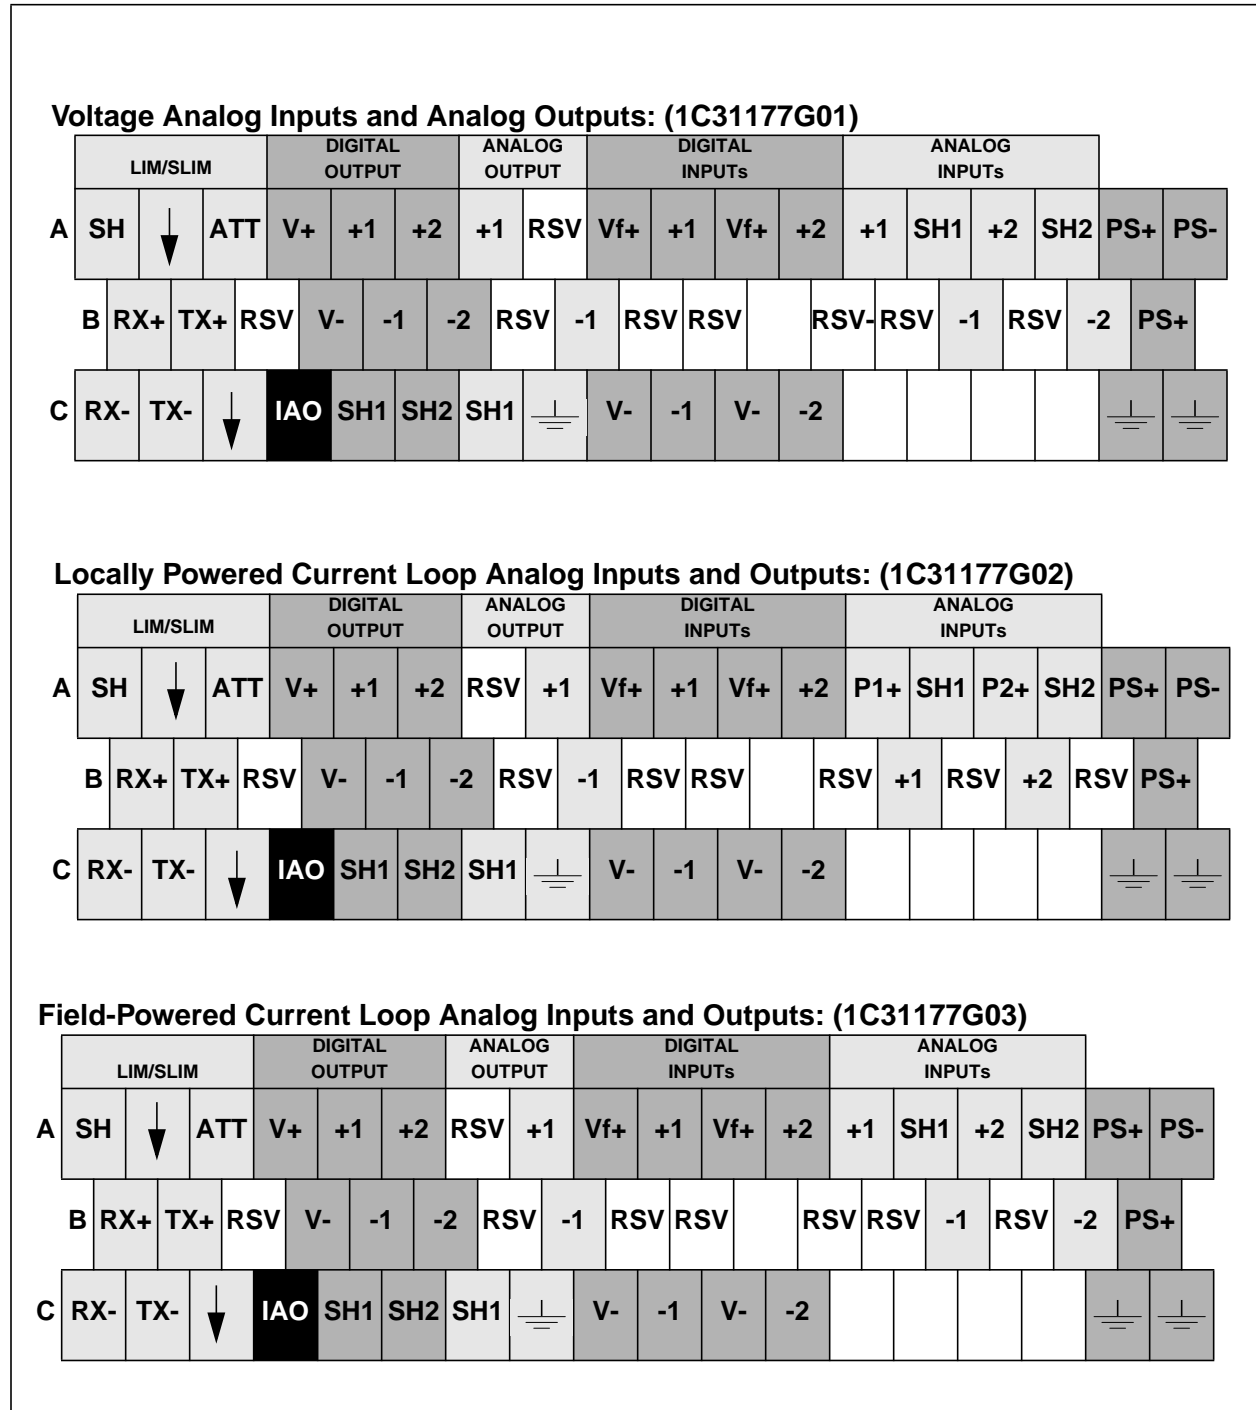 Voltage Analog Inputs and Analog Outputs: (1C31177G01)
LIM/SLIM DIGITAL OUTPUT ANALOG OUTPUT DIGITAL INPUTs ANALOG INPUTs
A SH ATT V+ +1 +2 +1 RSV Vf+ +1 Vf+ +2 +1 SH1 +2 SH2 PS+ PS-
B RX+ TX+ RSV V- -1 -2 RSV -1 RSV RSV RSV- RSV -1 RSV -2 PS+
C RX- TX- IAO SH1 SH2 SH1 V- -1 V- -2
Locally Powered Current Loop Analog Inputs and Outputs: (1C31177G02)
LIM/SLIM DIGITAL OUTPUT ANALOG OUTPUT DIGITAL INPUTs ANALOG INPUTs
A SH ATT V+ +1 +2 RSV +1 Vf+ +1 Vf+ +2 P1+ SH1 P2+ SH2 PS+ PS-
B RX+ TX+ RSV V- -1 -2 RSV -1 RSV RSV RSV +1 RSV +2 RSV PS+
C RX- TX- IAO SH1 SH2 SH1 V- -1 V- -2
Field-Powered Current Loop Analog Inputs and Outputs: (1C31177G03)
LIM/SLIM DIGITAL OUTPUT ANALOG OUTPUT DIGITAL INPUTs ANALOG INPUTs
A SH ATT V+ +1 +2 RSV +1 Vf+ +1 Vf+ +2 +1 SH1 +2 SH2 PS+ PS-
B RX+ TX+ RSV V- -1 -2 RSV -1 RSV RSV RSV RSV -1 RSV -2 PS+
C RX- TX- IAO SH1 SH2 SH1 V- -1 V- -2